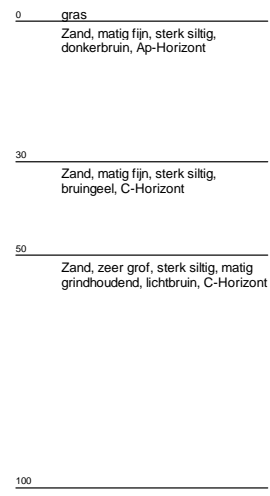 0 gras
Zand, matig fijn, sterk siltig,
donkerbruin, Ap-Horizont
30
Zand, matig fijn, sterk siltig,
bruingeel, C-Horizont
50
Zand, zeer grof, sterk siltig, matig
grindhoudend, lichtbruin, C-Horizont
100